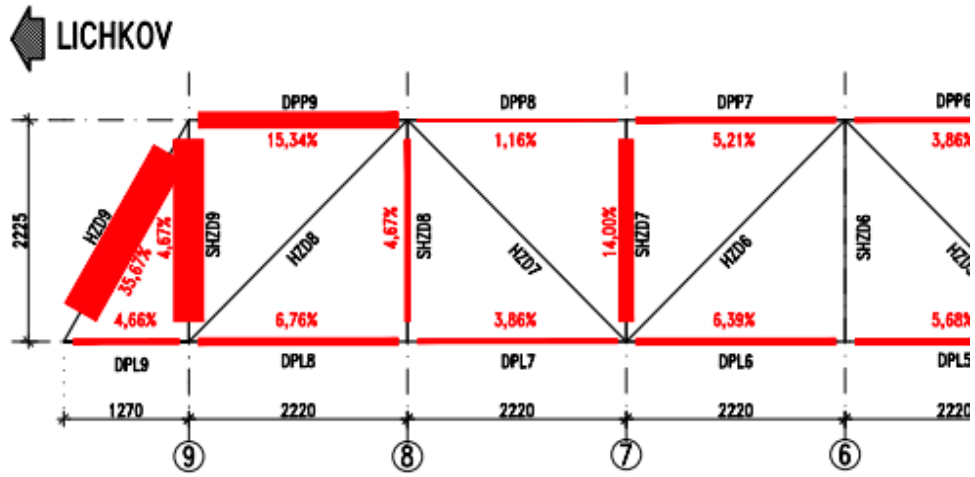 LICHKOV
DPP9
DPP8
DPP7
DPP6
15,34%
1,16%
5,21%
3,86%
2225
HZD9
35,67%
4,67%
SHZD9
HZD8
4,67%
SHZD8
HZD7
14,00%
SHZD7
HZD6
SHZD6
4,66%
6,76%
3,86%
6,39%
5,68%
DPL9
DPL8
DPL7
DPL6
DPL5
1270
2220
2220
2220
2220
9
8
7
6